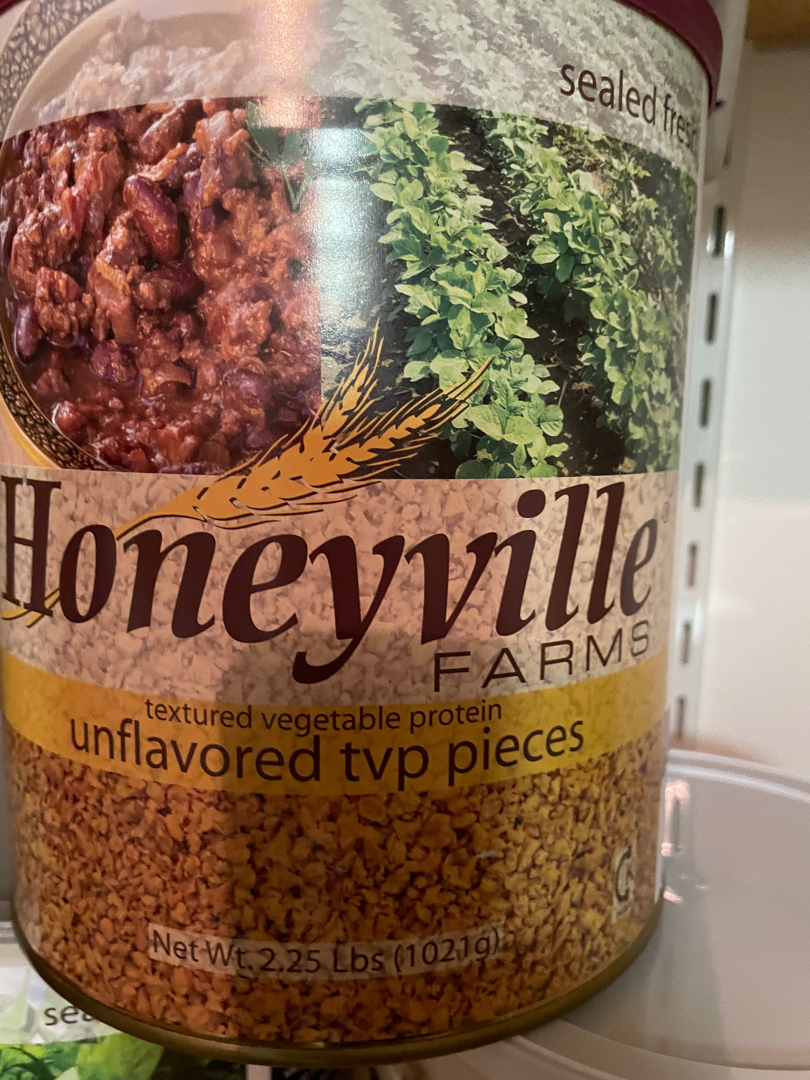 sealed fresh
Honeyville®
FARMS
textured vegetable protein
unflavored tvp pieces
Net Wt. 2.25 Lbs (1021g)